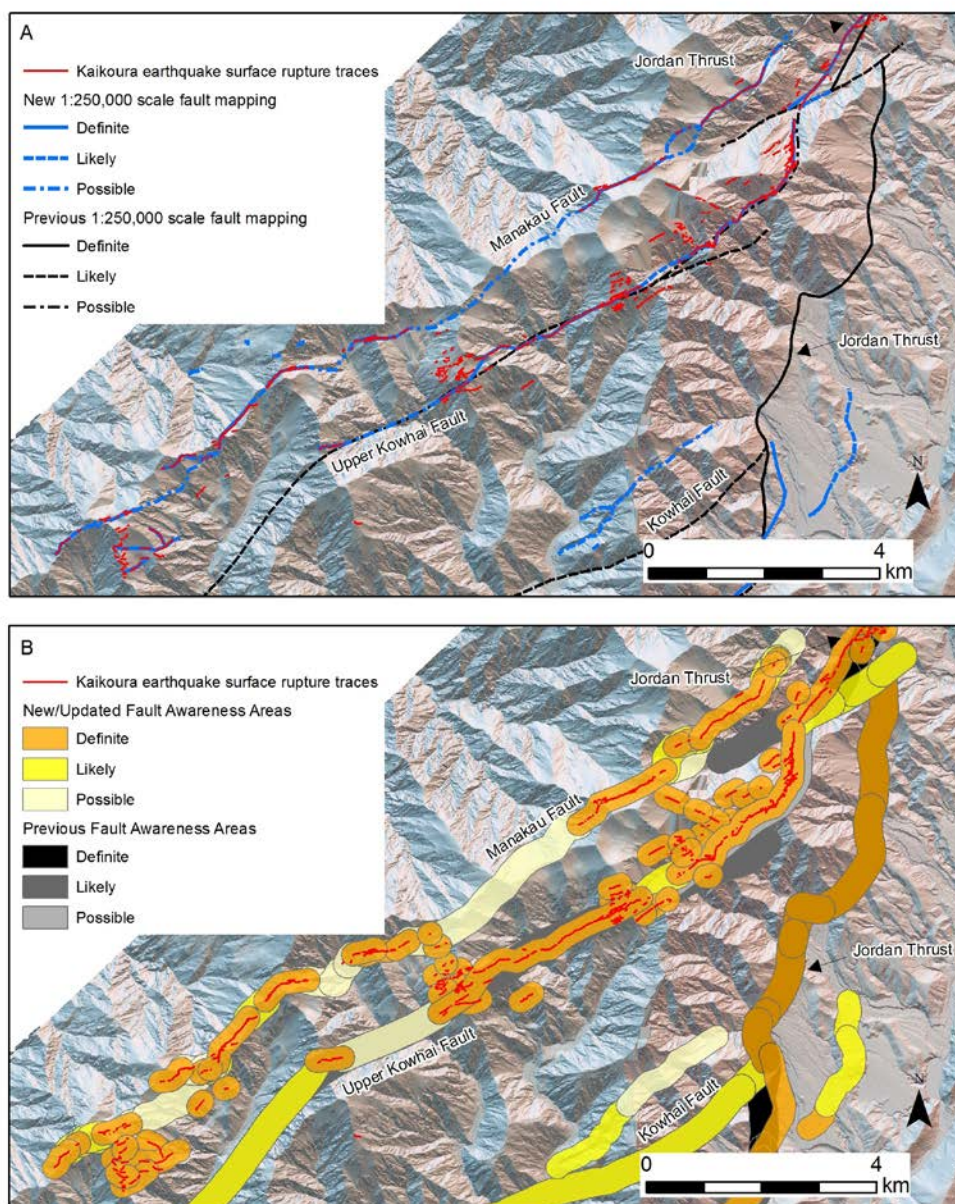 A
Kaikoura earthquake surface rupture traces
New 1:250,000 scale fault mapping
Definite
Likely
Possible
Previous 1:250,000 scale fault mapping
Definite
Likely
Possible
Jordan Thrust
Manakau Fault
Jordan Thrust
Upper Kowhai Fault
Kowhai Fault
N
0 4
km
B
Kaikoura earthquake surface rupture traces
New/Updated Fault Awareness Areas
Definite
Likely
Possible
Previous Fault Awareness Areas
Definite
Likely
Possible
Jordan Thrust
Manakau Fault
Jordan Thrust
Upper Kowhai Fault
Kowhai Fault
N
0 4
km